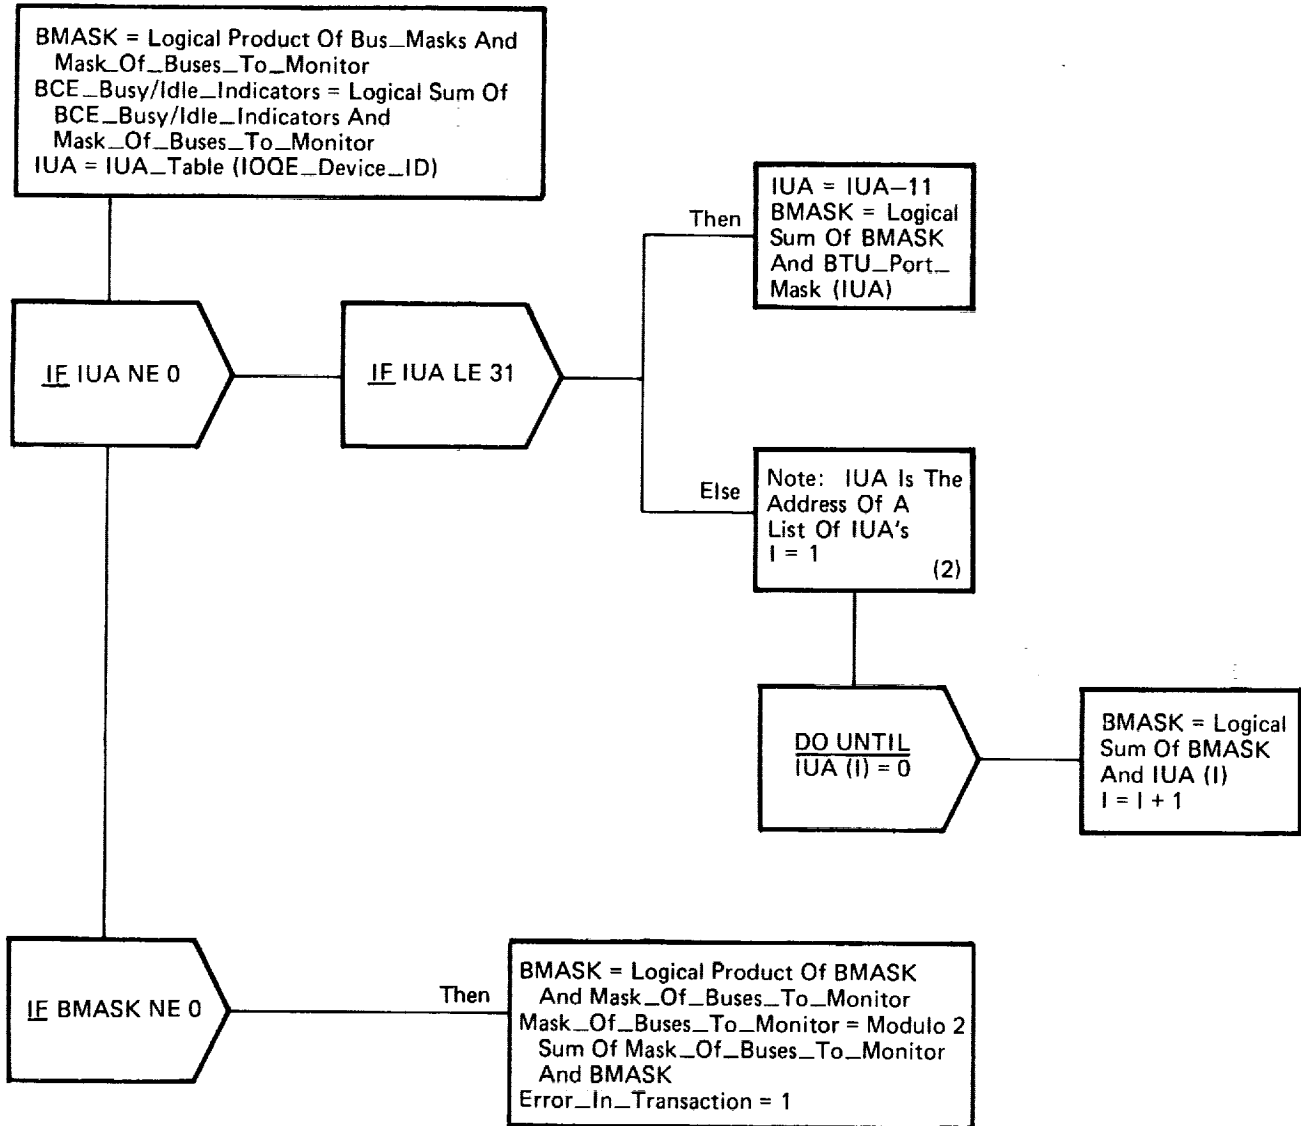 BMASK = Logical Product Of Bus_Masks And
Mask_Of_Buses_To_Monitor
BCE_Busy/Idle_Indicators = Logical Sum Of
BCE_Busy/Idle_Indicators And
Mask_Of_Buses_To_Monitor
IUA = IUA_Table (IOQE_Device_ID)
IF IUA NE 0
IF IUA LE 31
Then
IUA = IUA–11
BMASK = Logical
Sum Of BMASK
And BTU_Port_
Mask (IUA)
Else
Note: IUA Is The
Address Of A
List Of IUA's
I = 1
(2)
DO UNTIL
IUA (I) = 0
BMASK = Logical
Sum Of BMASK
And IUA (I)
I = I + 1
IF BMASK NE 0
Then
BMASK = Logical Product Of BMASK
And Mask_Of_Buses_To_Monitor
Mask_Of_Buses_To_Monitor = Modulo 2
Sum Of Mask_Of_Buses_To_Monitor
And BMASK
Error_In_Transaction = 1